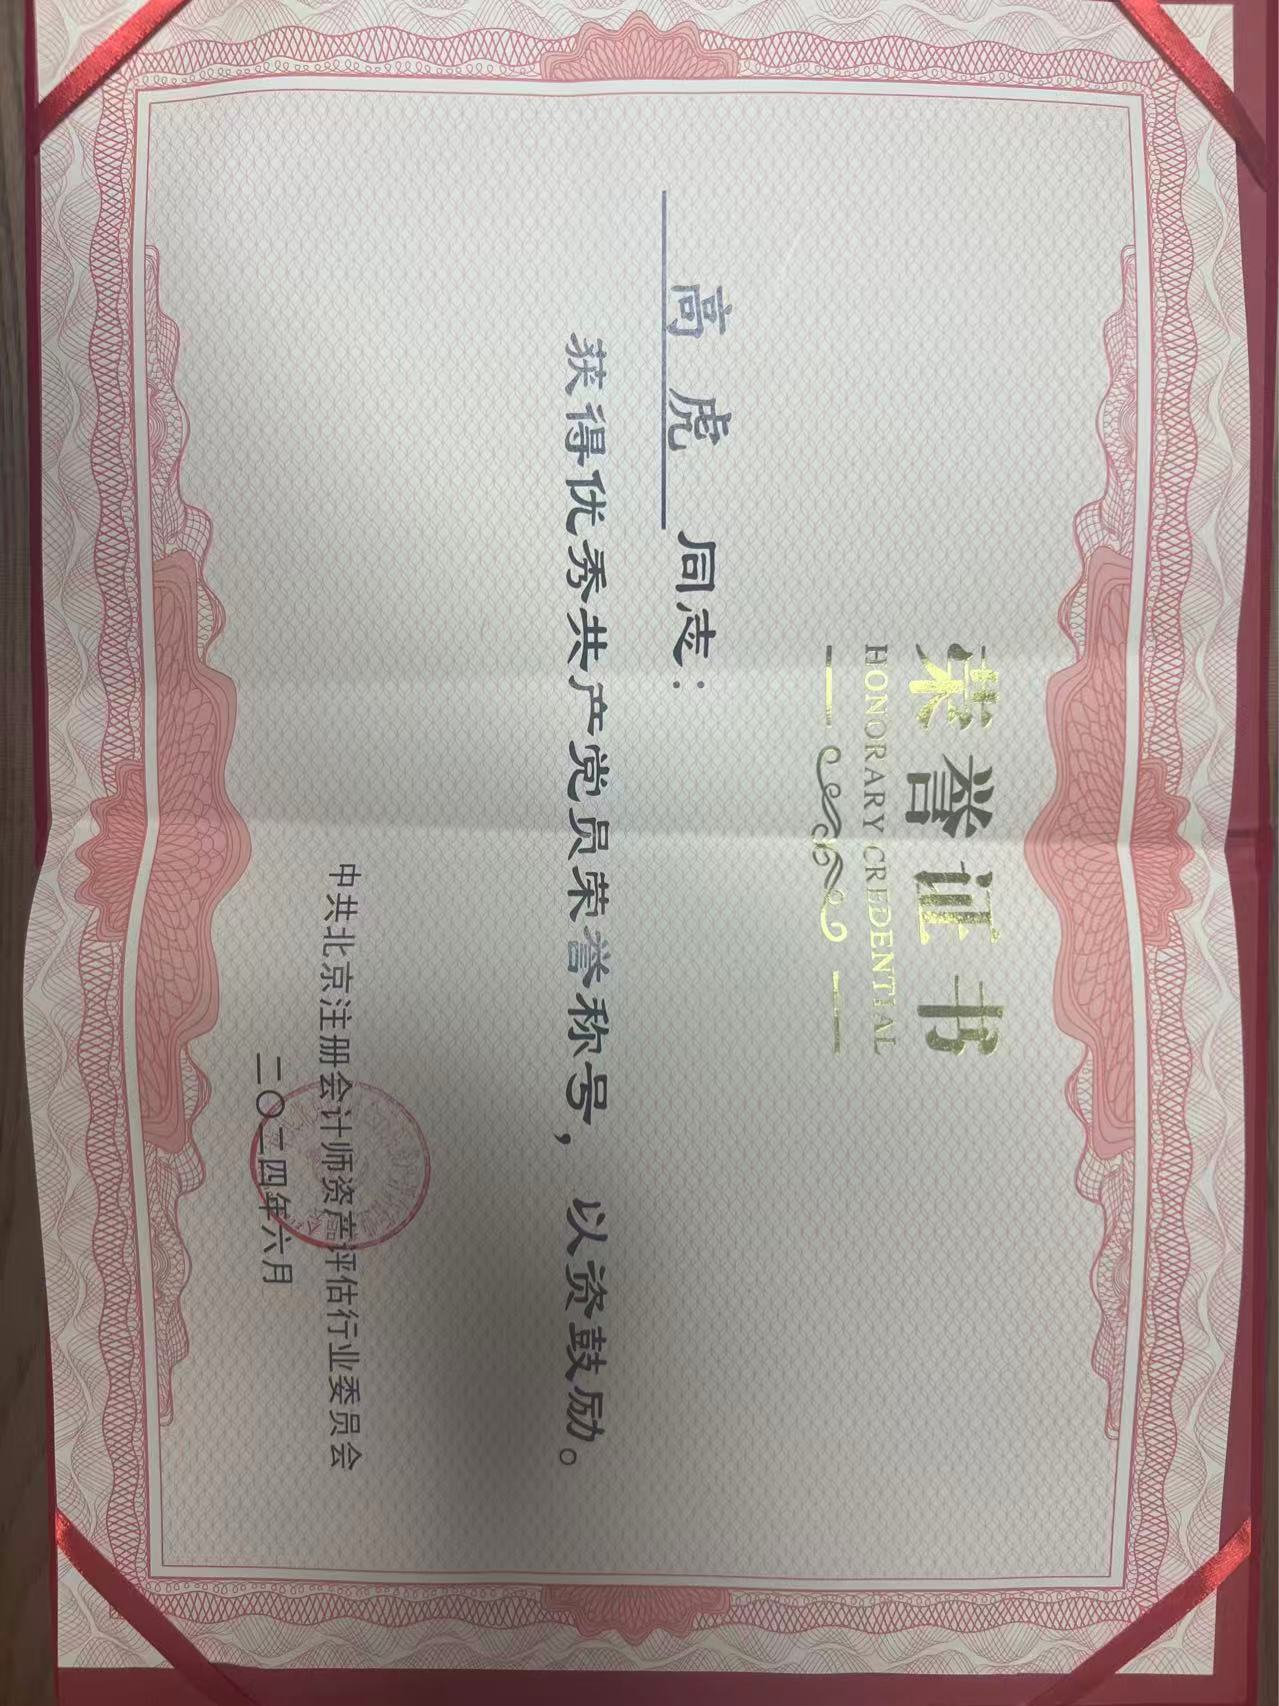 荣誉证书
HONORARY CREDENTIAL
高虎 同志：
获得优秀共产党员荣誉称号，以资鼓励。
中共北京注册会计师资产评估行业委员会
二〇二四年六月